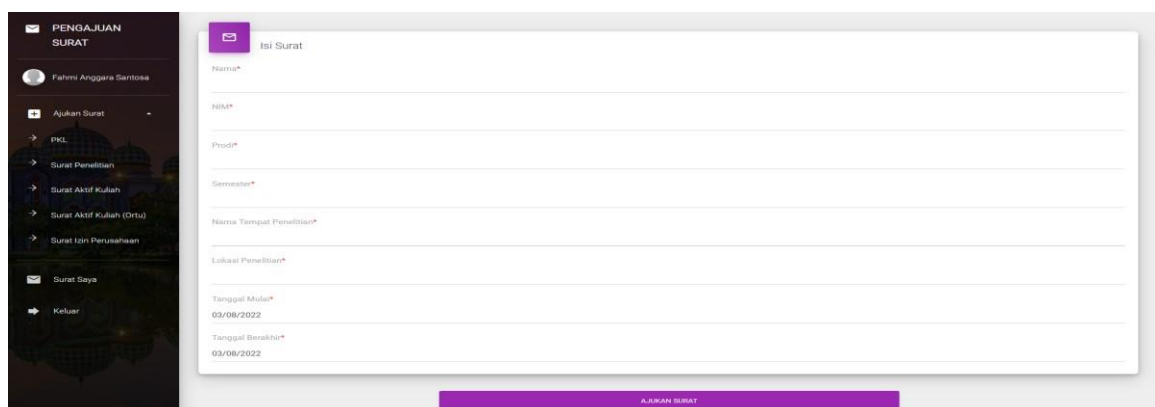 PENGAJUAN
SURAT
Fahmi Anggara Santosa
Ajukan Surat
PKL
Surat Penelitian
Surat Aktif Kuliah
Surat Aktif Kuliah (Ortu)
Surat Izin Perusahaan
Surat Saya
Keluar
Isi Surat
Nama*
NIM*
Prodi*
Semester*
Nama Tempat Penelitian*
Lokasi Penelitian*
Tanggal Mulai*
03/08/2022
Tanggal Berakhir*
03/08/2022
AJUKAN SURAT